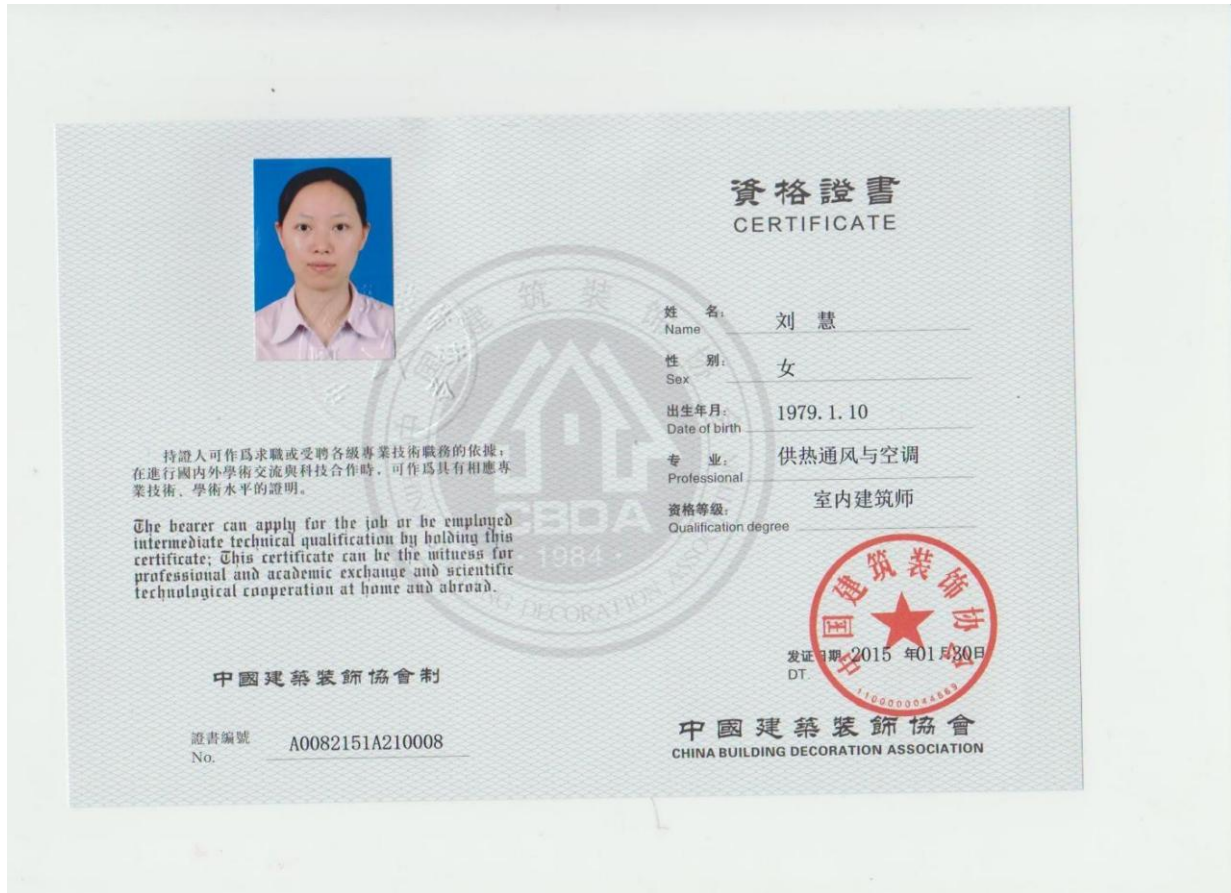 持證人可作爲求職或受聘各級專業技術職務的依據；
在進行國内外學術交流與科技合作時，可作爲具有相應專
業技術、學術水平的證明。
The bearer can apply for the job or be employed
intermediate technical qualification by holding this
certificate; This certificate can be the witness for
professional and academic exchange and scientific
technological cooperation at home and abroad.
中國建築裝飾協會制
證書編號
No. A0082151A210008
資格證書
CERTIFICATE
姓 名： 刘 慧
Name
性 别： 女
Sex
出生年月： 1979.1.10
Date of birth
专 业： 供热通风与空调
Professional
资格等级： 室内建筑师
Qualification degree
中国建筑装饰协会
发证日期 2015 年01月30日
DT.
中國建築裝飾協會
CHINA BUILDING DECORATION ASSOCIATION
CBDA
1984